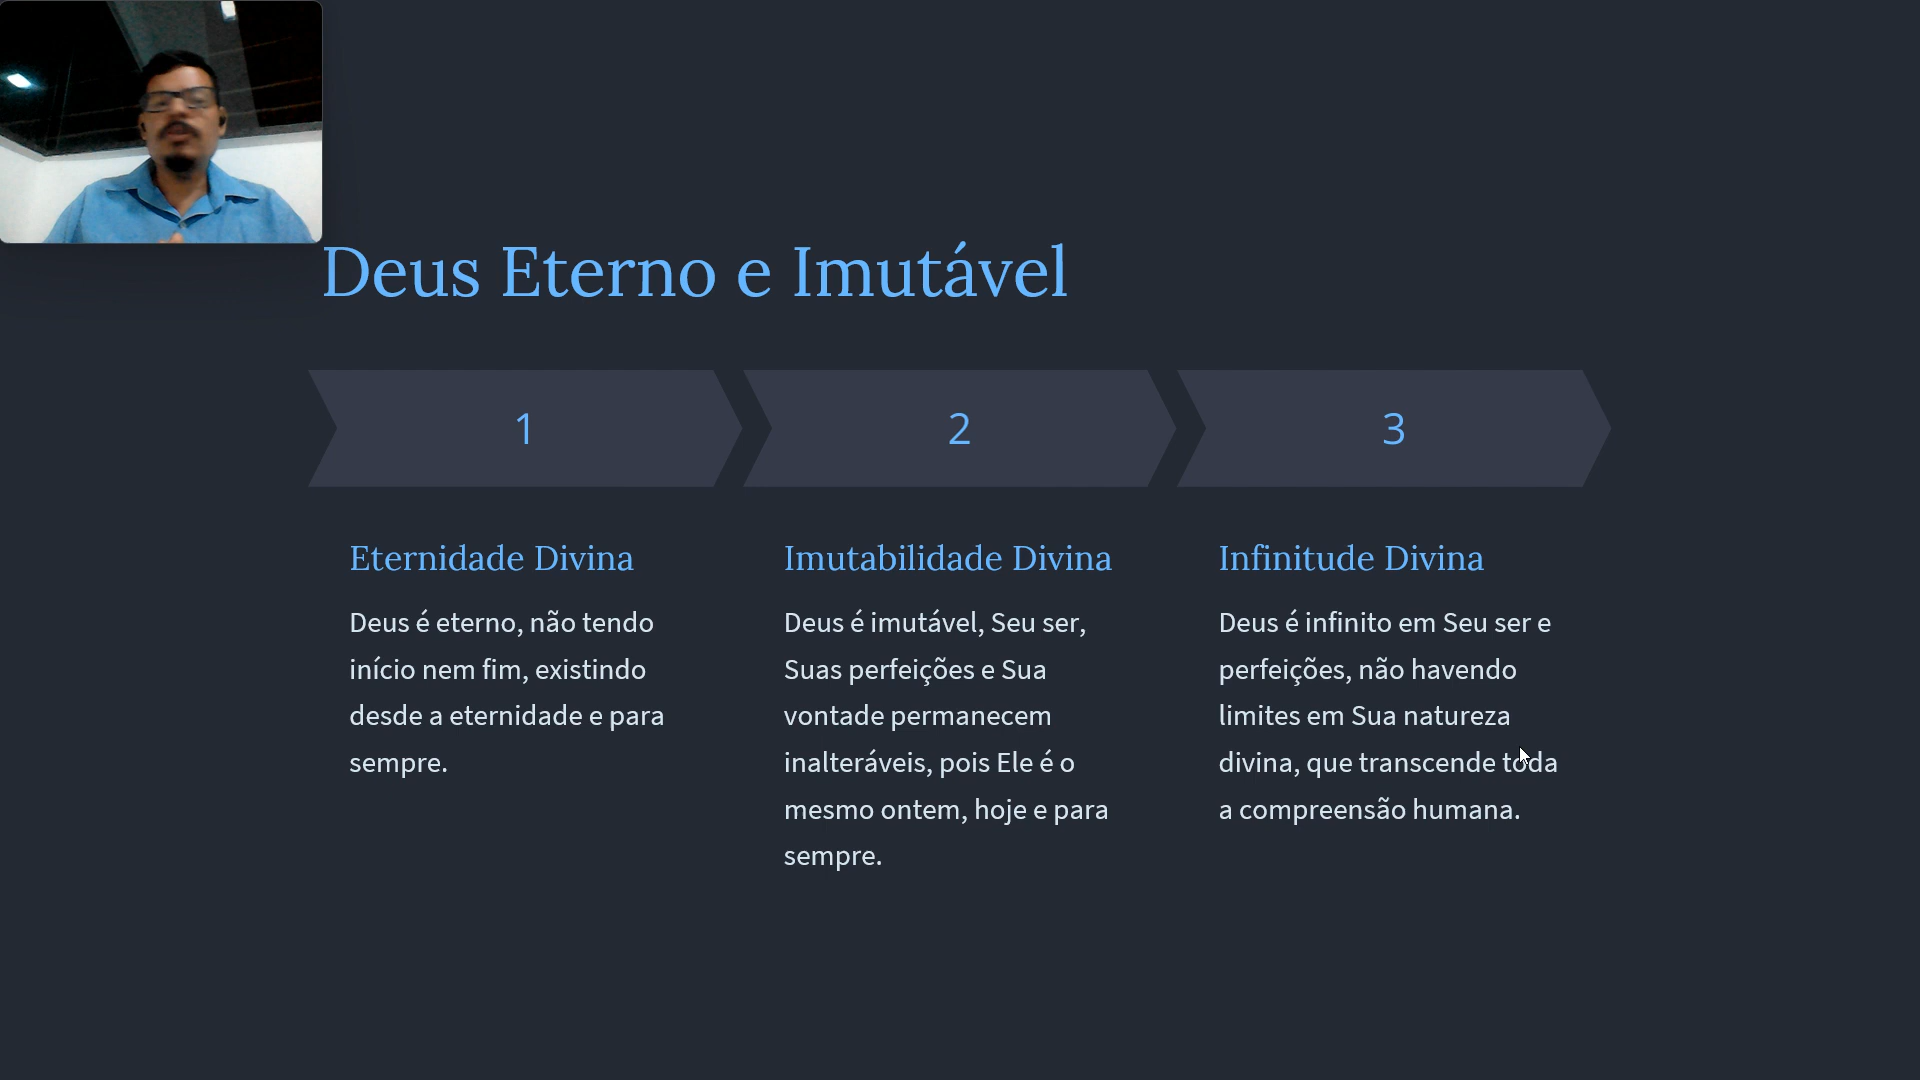 Deus Eterno e Imutável
1
2
3
Eternidade Divina
Deus é eterno, não tendo
início nem fim, existindo
desde a eternidade e para
sempre.
Imutabilidade Divina
Deus é imutável, Seu ser,
Suas perfeições e Sua
vontade permanecem
inalteráveis, pois Ele é o
mesmo ontem, hoje e para
sempre.
Infinitude Divina
Deus é infinito em Seu ser e
perfeições, não havendo
limites em Sua natureza
divina, que transcende toda
a compreensão humana.